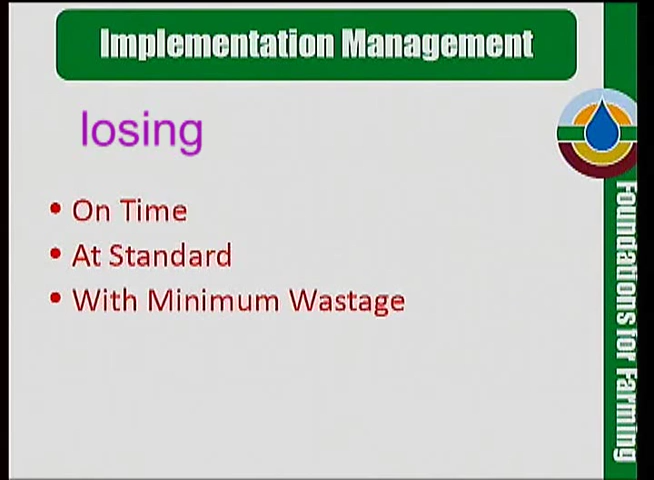 Implementation Management
losing
• On Time
• At Standard
• With Minimum Wastage
Foundations for Farming